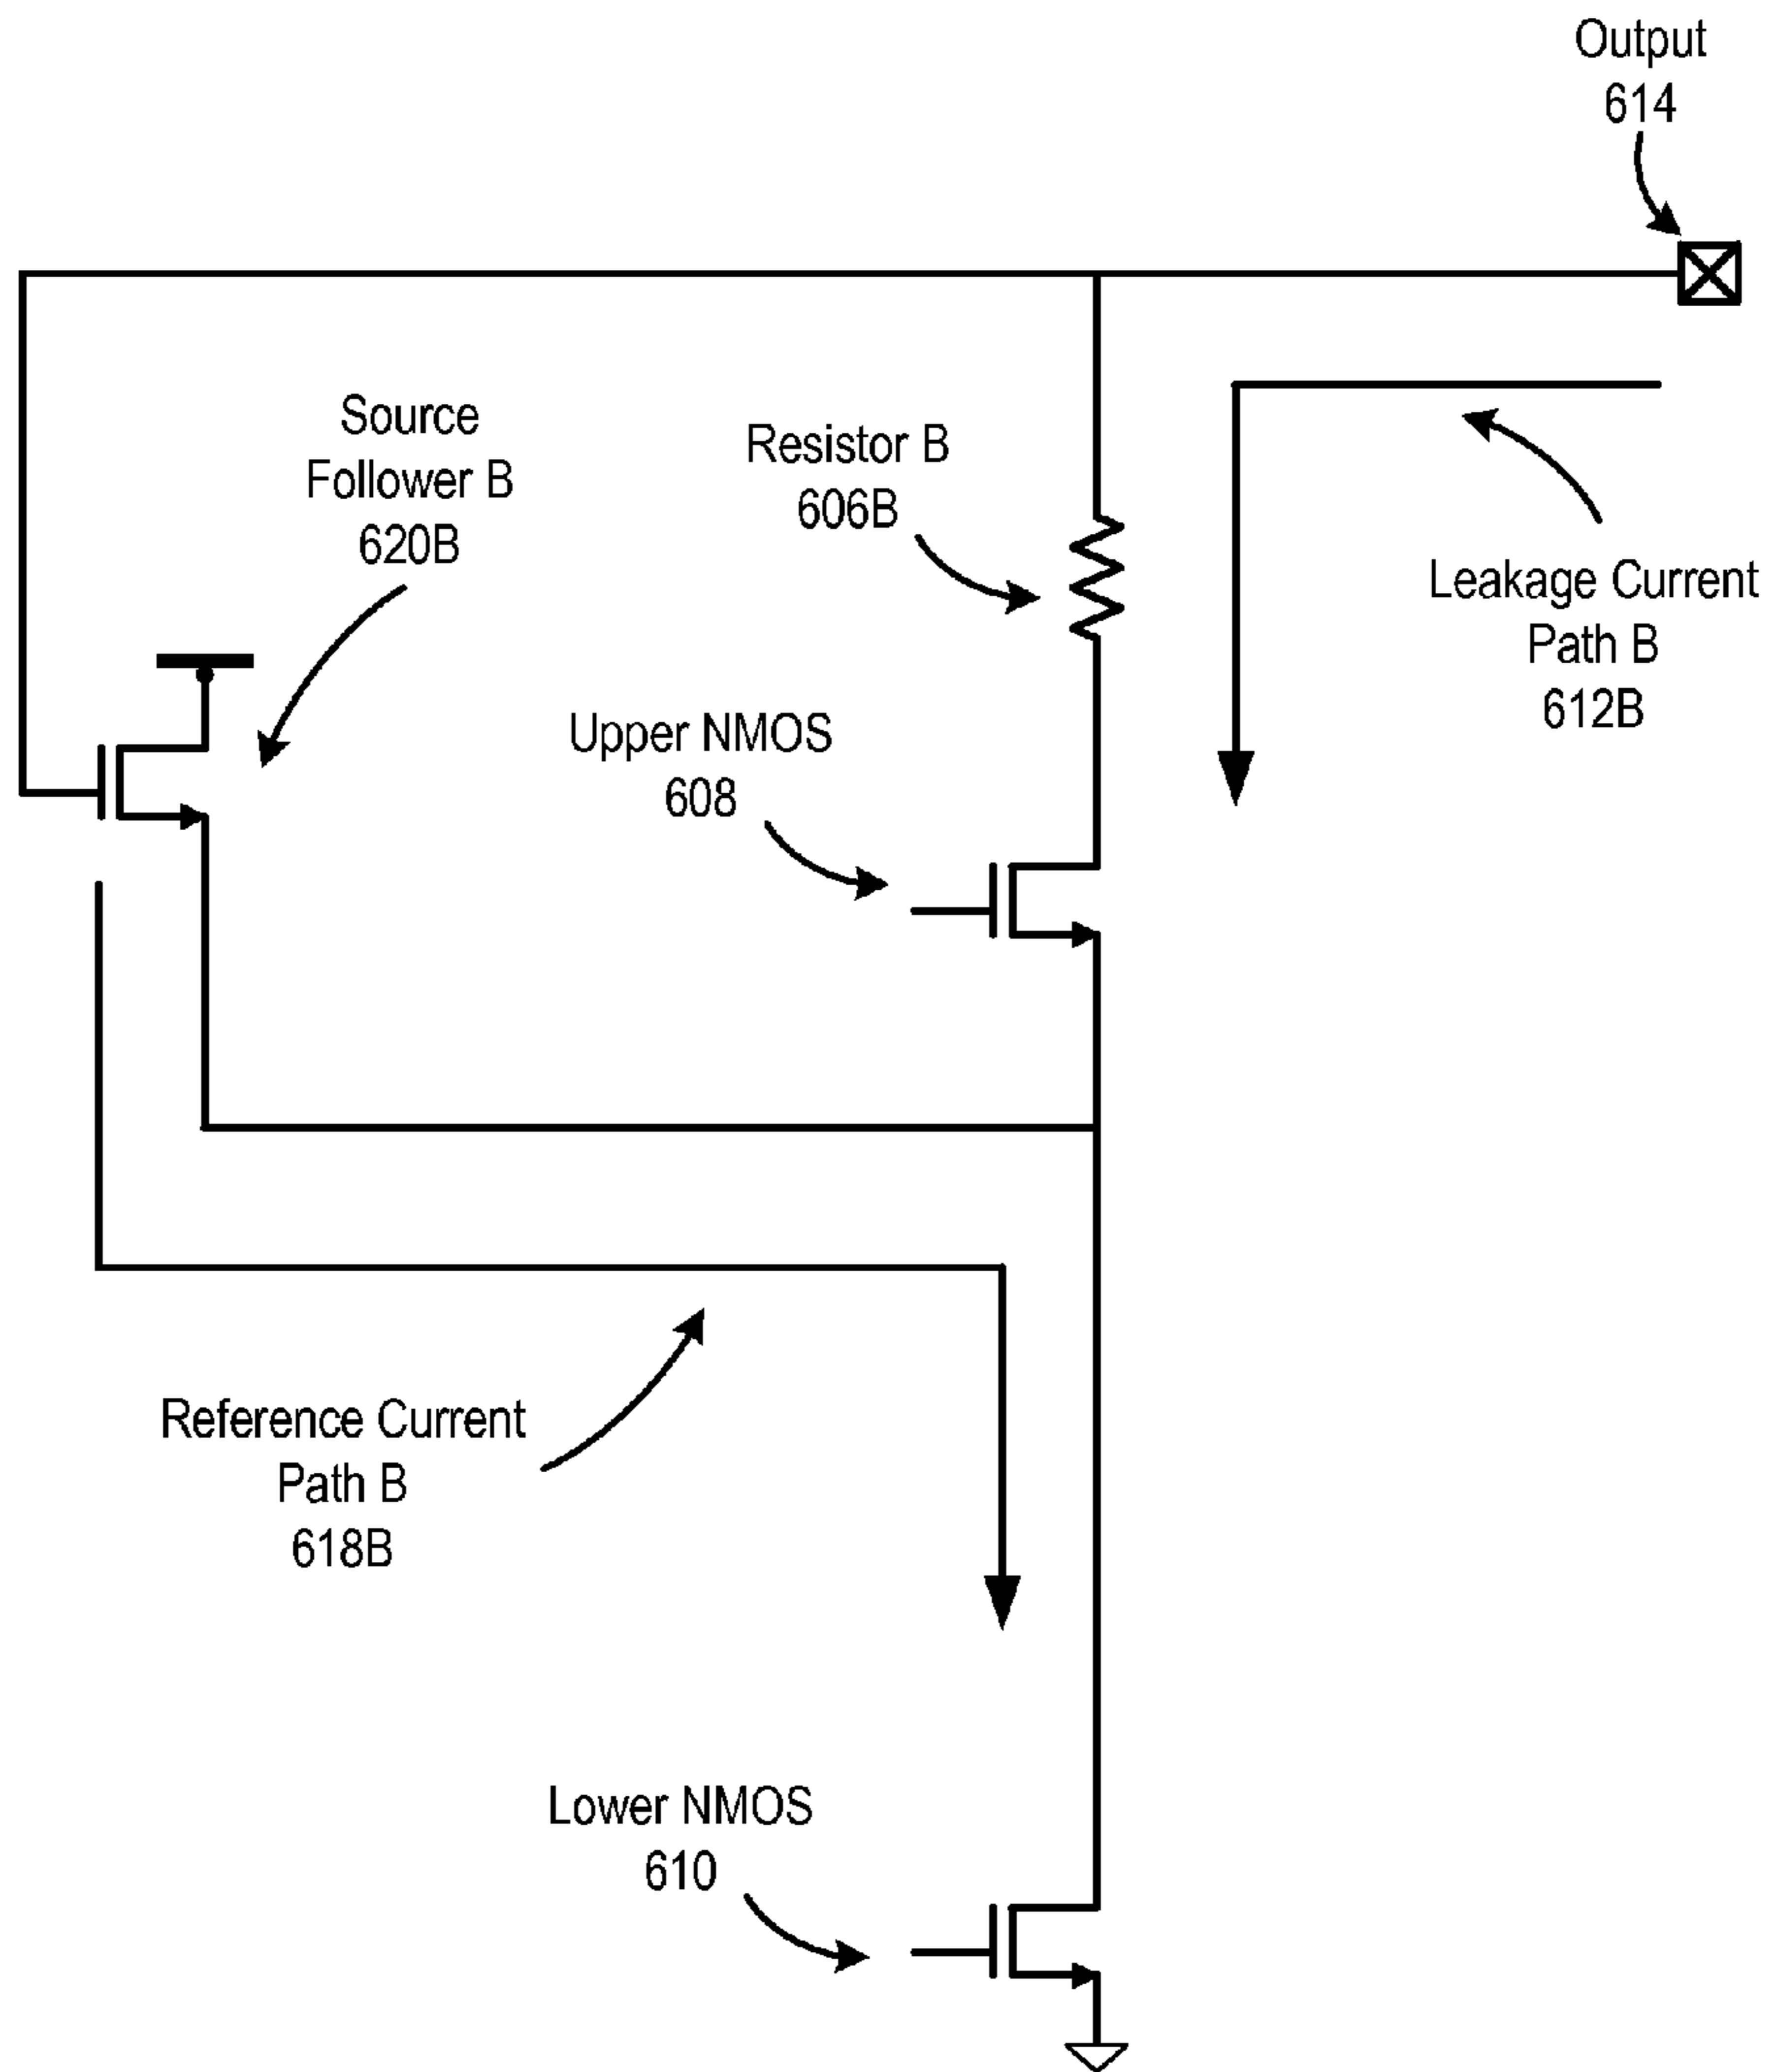 Output
614
Source
Follower B
620B
Resistor B
606B
Leakage Current
Path B
612B
Upper NMOS
608
Reference Current
Path B
618B
Lower NMOS
610